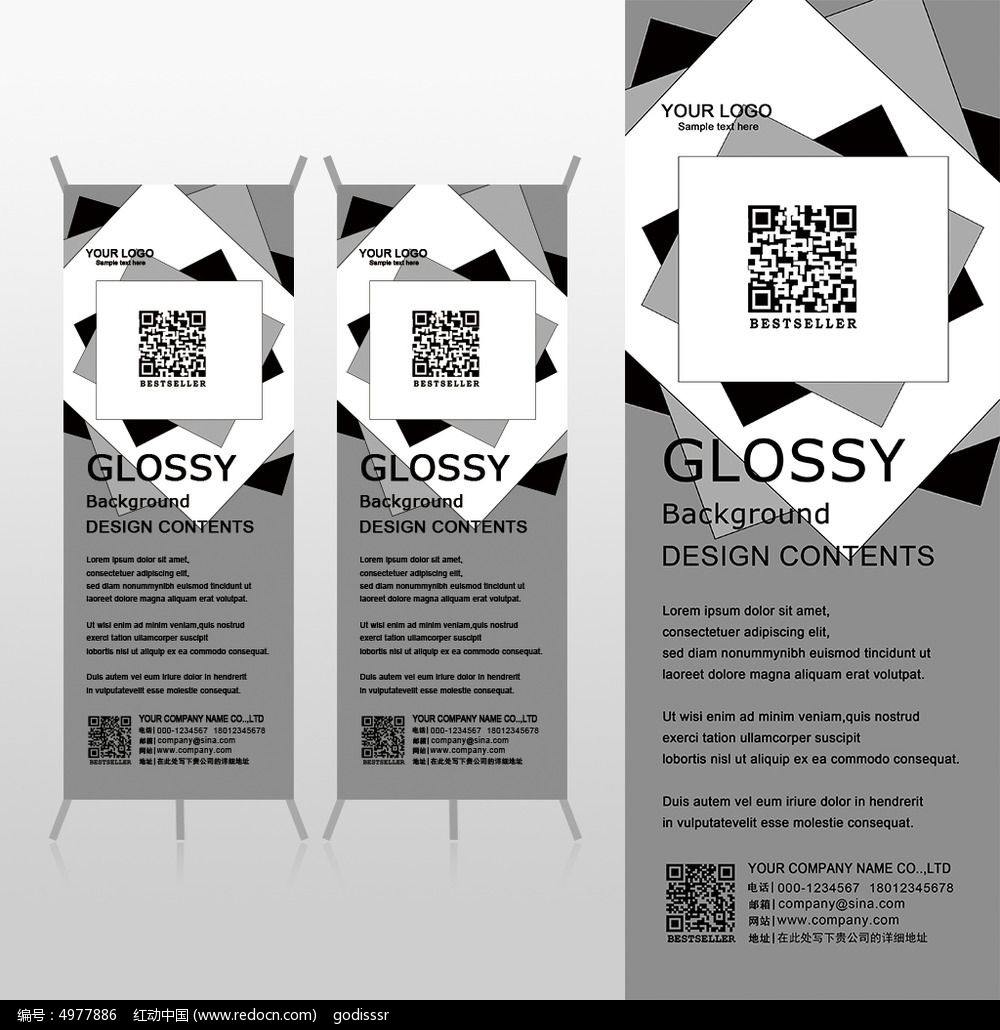 YOUR LOGO
Sample text here
BESTSELLER
GLOSSY
Background
DESIGN CONTENTS
Lorem ipsum dolor sit amet,
consectetuer adipiscing elit,
sed diam nonummynibh euismod tincidunt ut
laoreet dolore magna aliquam erat volutpat.
Ut wisi enim ad minim veniam,quis nostrud
exerci tation ullamcorper suscipit
lobortis nisl ut aliquip ex ea commodo consequat.
Duis autem vel eum iriure dolor in hendrerit
in vulputatevelit esse molestie consequat.
YOUR COMPANY NAME CO..,LTD
电话|000-1234567 18012345678
邮箱|company@sina.com
网站|www.company.com
BESTSELLER
地址|在此处写下贵公司的详细地址
YOUR LOGO
Sample text here
BESTSELLER
GLOSSY
Background
DESIGN CONTENTS
Lorem ipsum dolor sit amet,
consectetuer adipiscing elit,
sed diam nonummynibh euismod tincidunt ut
laoreet dolore magna aliquam erat volutpat.
Ut wisi enim ad minim veniam,quis nostrud
exerci tation ullamcorper suscipit
lobortis nisl ut aliquip ex ea commodo consequat.
Duis autem vel eum iriure dolor in hendrerit
in vulputatevelit esse molestie consequat.
YOUR COMPANY NAME CO..,LTD
电话|000-1234567 18012345678
邮箱|company@sina.com
网站|www.company.com
BESTSELLER
地址|在此处写下贵公司的详细地址
YOUR LOGO
Sample text here
BESTSELLER
GLOSSY
Background
DESIGN CONTENTS
Lorem ipsum dolor sit amet,
consectetuer adipiscing elit,
sed diam nonummynibh euismod tincidunt ut
laoreet dolore magna aliquam erat volutpat.
Ut wisi enim ad minim veniam,quis nostrud
exerci tation ullamcorper suscipit
lobortis nisl ut aliquip ex ea commodo consequat.
Duis autem vel eum iriure dolor in hendrerit
in vulputatevelit esse molestie consequat.
YOUR COMPANY NAME CO..,LTD
电话|000-1234567 18012345678
邮箱|company@sina.com
网站|www.company.com
BESTSELLER
地址|在此处写下贵公司的详细地址
编号：4977886 红动中国 (www.redocn.com) godisssr